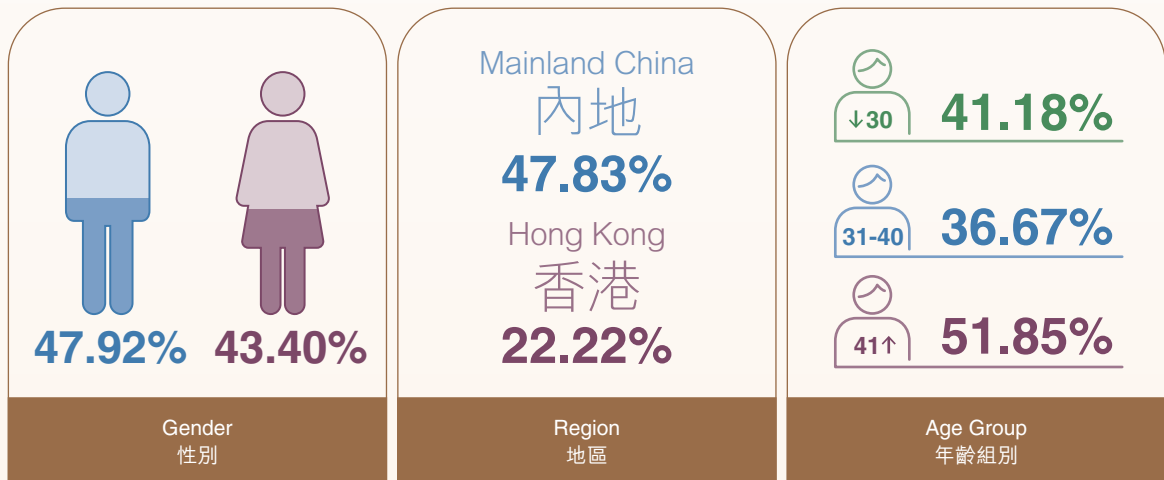 47.92% 43.40%
Gender
性別
Mainland China
內地
47.83%
Hong Kong
香港
22.22%
Region
地區
↓30 41.18%
31-40 36.67%
41↑ 51.85%
Age Group
年齡組別